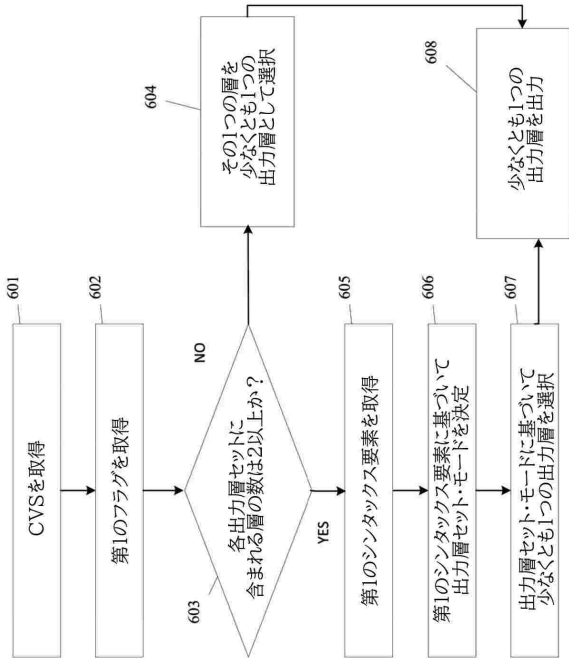 601
CVSを取得
602
第1のフラグを取得
603
各出力層セットに
含まれる層の数は2以上か？
NO
YES
604
その1つの層を
少なくとも1つの
出力層として選択
605
第1のシンタックス要素を取得
606
第1のシンタックス要素に基づいて
出力層セット・モードを決定
607
出力層セット・モードに基づいて
少なくとも1つの出力層を選択
608
少なくとも1つの
出力層を出力